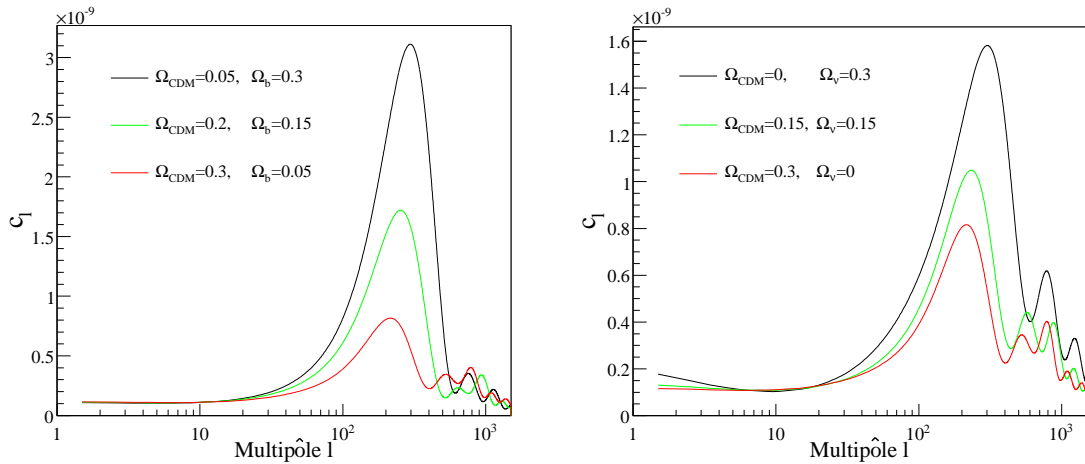 ×10⁻⁹
3
2.5
2
1.5
1
0.5
0
c_l
Ω_CDM=0.05, Ω_b=0.3
Ω_CDM=0.2, Ω_b=0.15
Ω_CDM=0.3, Ω_b=0.05
1 10 10² 10³
Multipôle l
×10⁻⁹
1.6
1.4
1.2
1
0.8
0.6
0.4
0.2
0
c_l
Ω_CDM=0, Ω_ν=0.3
Ω_CDM=0.15, Ω_ν=0.15
Ω_CDM=0.3, Ω_ν=0
1 10 10² 10³
Multipôle l